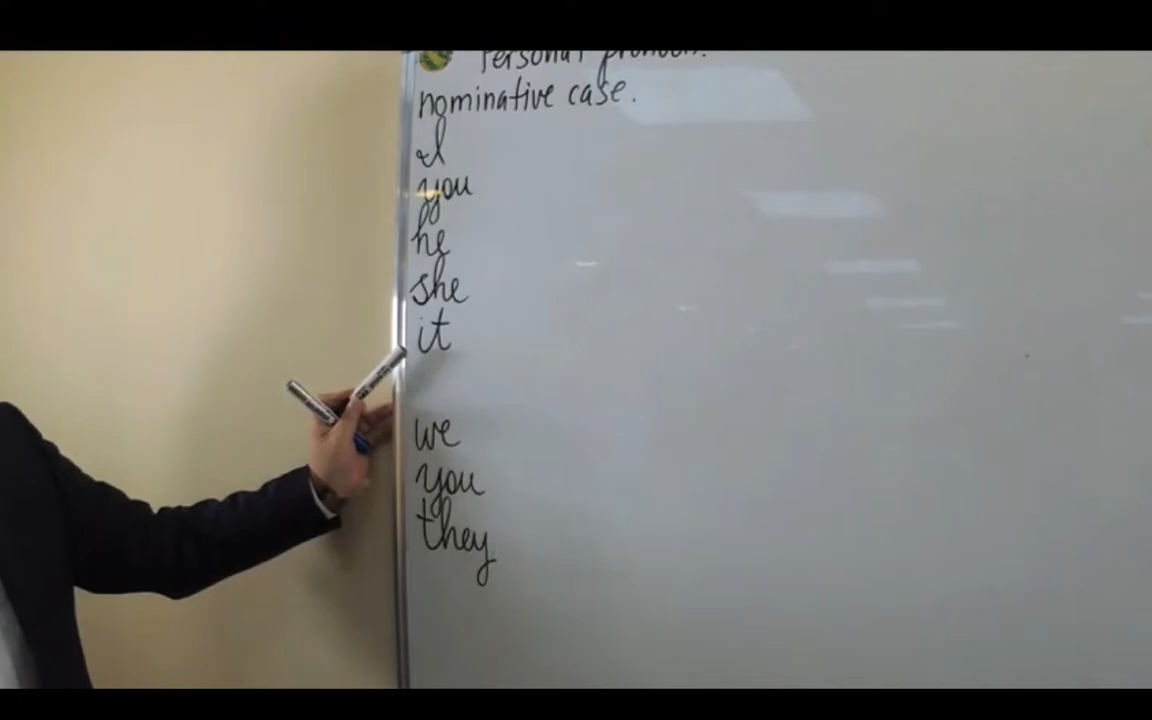 Personal pronoun.
nominative case.
I
you
he
she
it
we
you
they